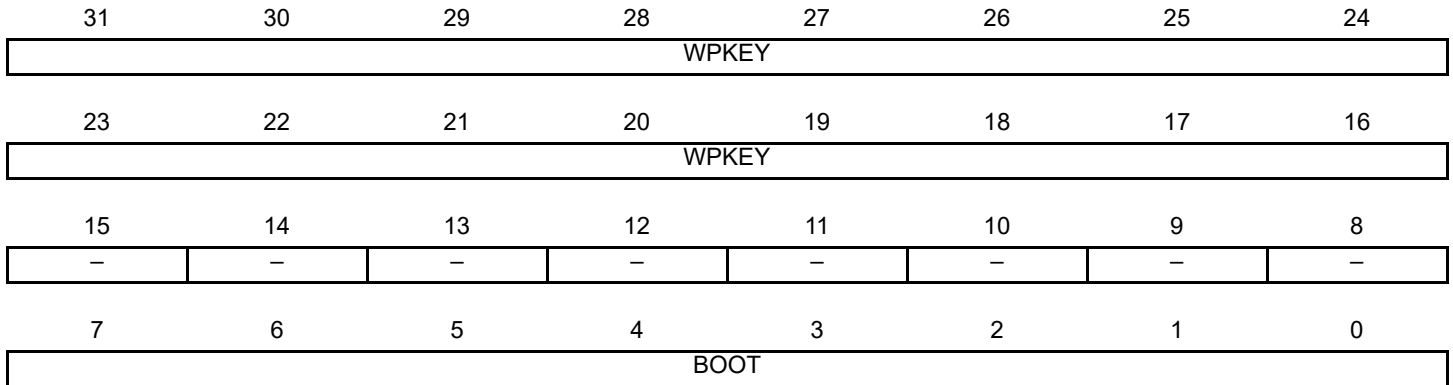 31 30 29 28 27 26 25 24
WPKEY
23 22 21 20 19 18 17 16
WPKEY
15 14 13 12 11 10 9 8
– – – – – – – –
7 6 5 4 3 2 1 0
BOOT